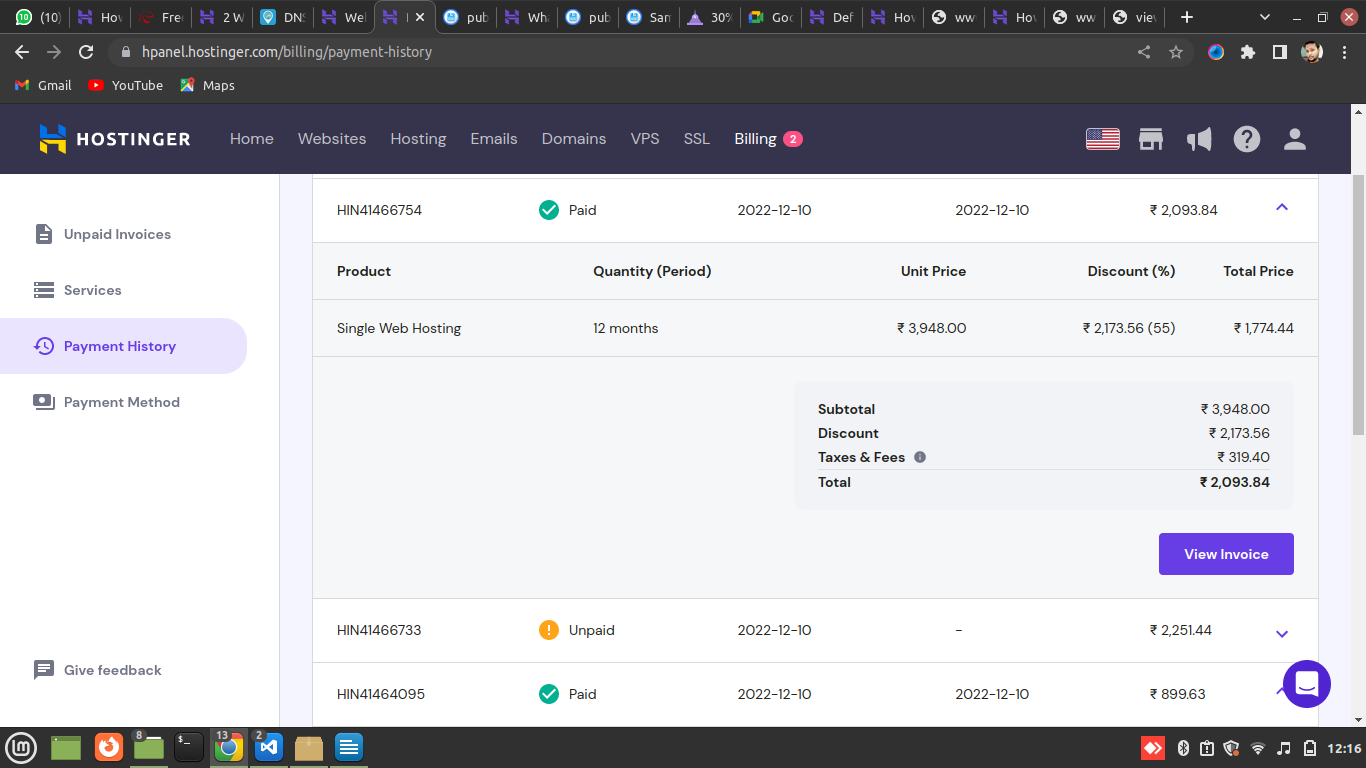 (10) Hov Free 2 W DNS Wel pub Wha pub San 30% Goo Def Hov ww Hov ww viev
hpanel.hostinger.com/billing/payment-history
Gmail YouTube Maps
HOSTINGER Home Websites Hosting Emails Domains VPS SSL Billing 2
Unpaid Invoices
Services
Payment History
Payment Method
Give feedback
HIN41466754 Paid 2022-12-10 2022-12-10 ₹ 2,093.84
Product Quantity (Period) Unit Price Discount (%) Total Price
Single Web Hosting 12 months ₹ 3,948.00 ₹ 2,173.56 (55) ₹ 1,774.44
Subtotal ₹ 3,948.00
Discount ₹ 2,173.56
Taxes & Fees ₹ 319.40
Total ₹ 2,093.84
View Invoice
HIN41466733 Unpaid 2022-12-10 - ₹ 2,251.44
HIN41464095 Paid 2022-12-10 2022-12-10 ₹ 899.63
8 13 2 12:16